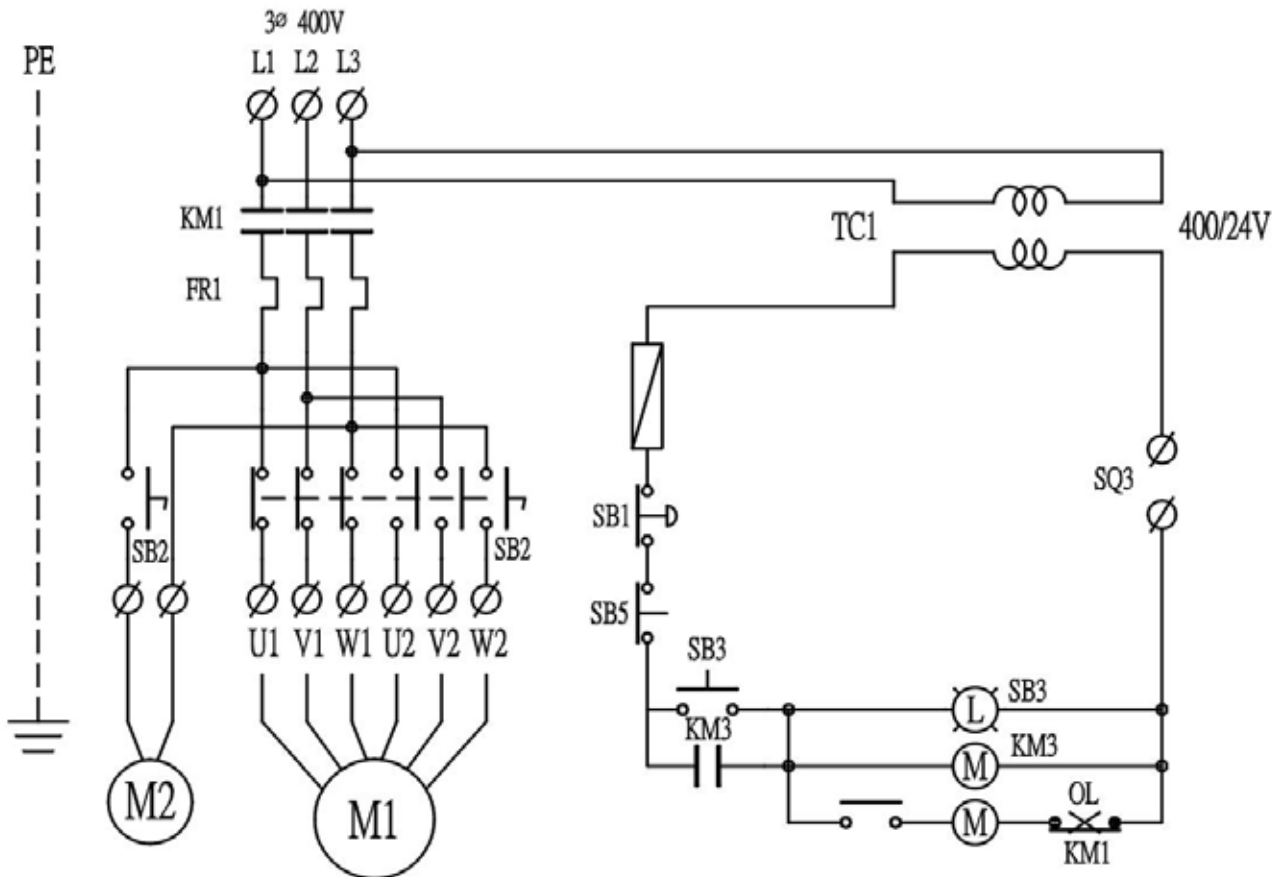 3ø 400V
PE
L1 L2 L3
KM1
TC1
400/24V
FR1
SQ3
SB1
SB2
SB2
SB5
U1 V1 W1 U2 V2 W2
SB3
SB3
L
KM3
KM3
M
M2
M1
OL
M
KM1